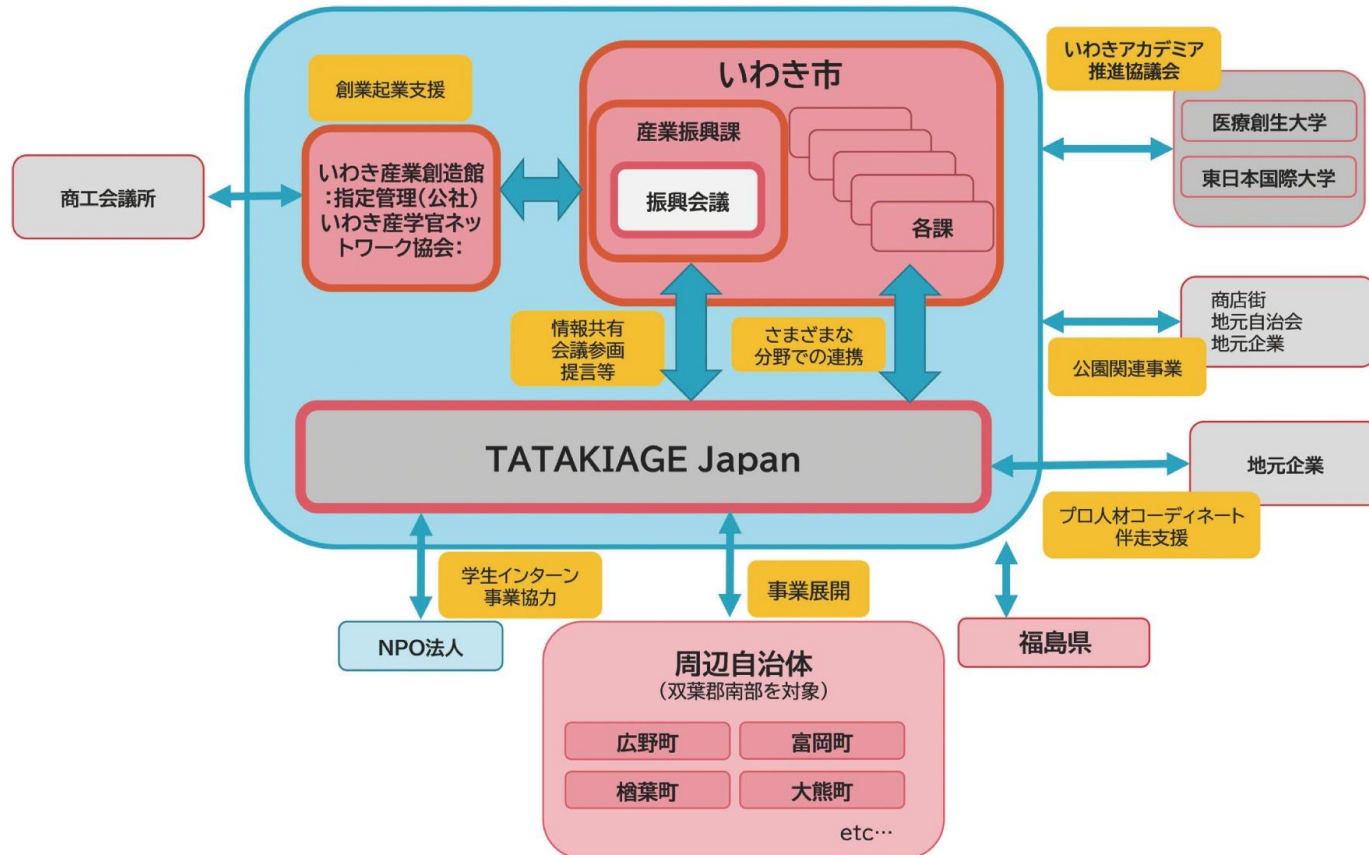 創業起業支援
いわき市
いわきアカデミア
推進協議会
産業振興課
振興会議
各課
いわき産業創造館
:指定管理(公社)
いわき産学官ネッ
トワーク協会:
商工会議所
医療創生大学
東日本国際大学
情報共有
会議参画
提言等
さまざまな
分野での連携
商店街
地元自治会
地元企業
公園関連事業
TATAKIAGE Japan
地元企業
プロ人材コーディネート
伴走支援
学生インターン
事業協力
事業展開
NPO法人
福島県
周辺自治体
(双葉郡南部を対象)
広野町
富岡町
楢葉町
大熊町
etc…